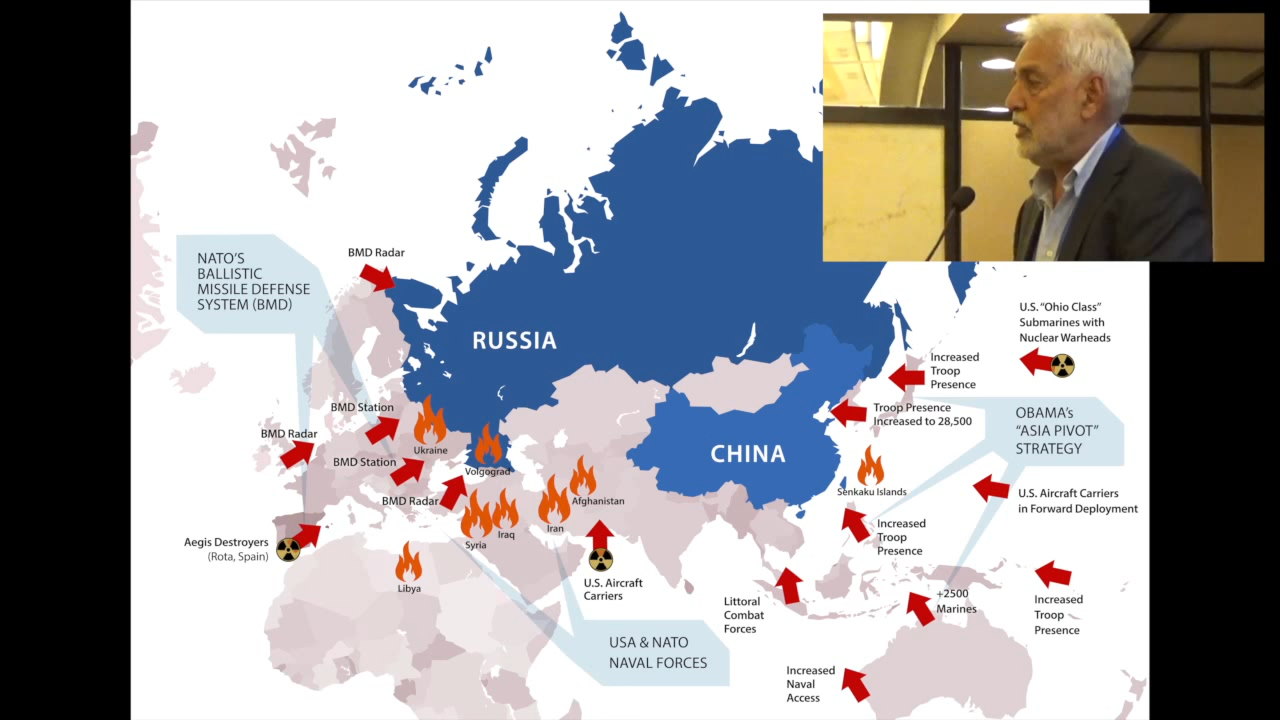 NATO'S
BALLISTIC
MISSILE DEFENSE
SYSTEM (BMD)
BMD Radar
RUSSIA
U.S. "Ohio Class"
Submarines with
Nuclear Warheads
Increased
Troop
Presence
BMD Station
Troop Presence
Increased to 28,500
OBAMA's
"ASIA PIVOT"
STRATEGY
BMD Radar
Ukraine
CHINA
BMD Station
Volgograd
Senkaku Islands
BMD Radar
Afghanistan
U.S. Aircraft Carriers
in Forward Deployment
Iran
Iraq
Syria
Increased
Troop
Presence
Aegis Destroyers
(Rota, Spain)
Libya
U.S. Aircraft
Carriers
Littoral
Combat
Forces
+2500
Marines
Increased
Troop
Presence
USA & NATO
NAVAL FORCES
Increased
Naval
Access